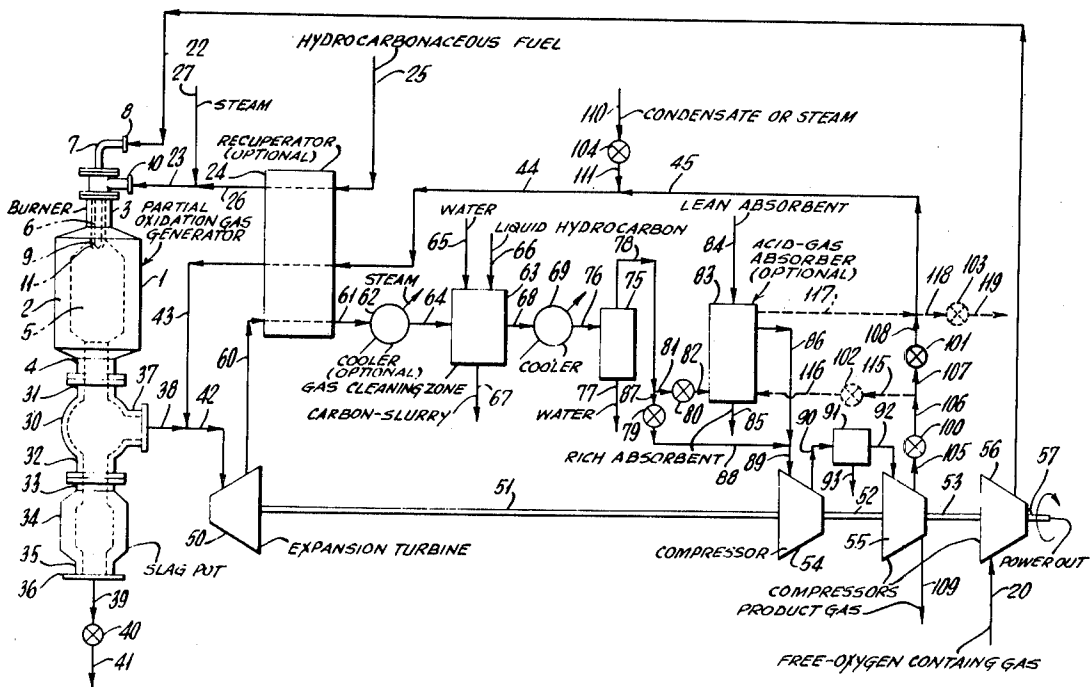 HYDROCARBONACEOUS FUEL
22
27
25
STEAM
8
7
10
23
RECUPERATOR
(OPTIONAL)
24
26
110
CONDENSATE OR STEAM
104
111
44
45
BURNER
3
6
9
11
PARTIAL
OXIDATION GAS
GENERATOR
1
2
5
4
43
WATER
65
LIQUID HYDROCARBON
66
78
LEAN ABSORBENT
84
ACID-GAS
ABSORBER
(OPTIONAL)
83
117
118
103
119
STEAM
61
62
64
63
68
69
76
75
COOLER
(OPTIONAL)
GAS CLEANING ZONE
COOLER
CARBON-SLURRY
67
77
WATER
87
81
82
80
79
116
102
115
86
108
101
107
106
100
105
85
RICH ABSORBENT
88
89
90
91
92
93
31
30
32
33
34
35
36
37
38
42
60
50
EXPANSION TURBINE
51
COMPRESSOR
54
52
55
53
56
57
POWER OUT
COMPRESSORS
PRODUCT GAS
109
20
FREE-OXYGEN CONTAING GAS
SLAG POT
39
40
41